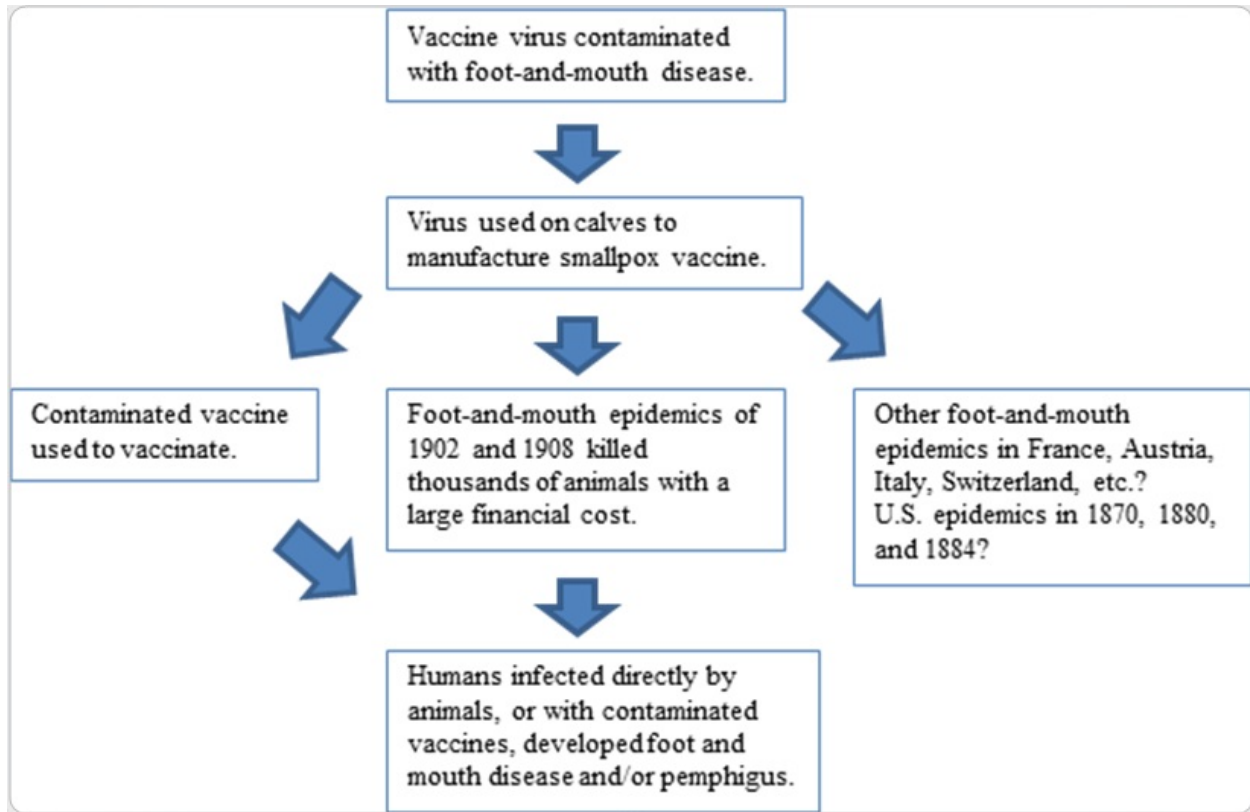 Vaccine virus contaminated
with foot-and-mouth disease.
Virus used on calves to
manufacture smallpox vaccine.
Contaminated vaccine
used to vaccinate.
Foot-and-mouth epidemics of
1902 and 1908 killed
thousands of animals with a
large financial cost.
Other foot-and-mouth
epidemics in France, Austria,
Italy, Switzerland, etc.?
U.S. epidemics in 1870, 1880,
and 1884?
Humans infected directly by
animals, or with contaminated
vaccines, developed foot and
mouth disease and/or pemphigus.